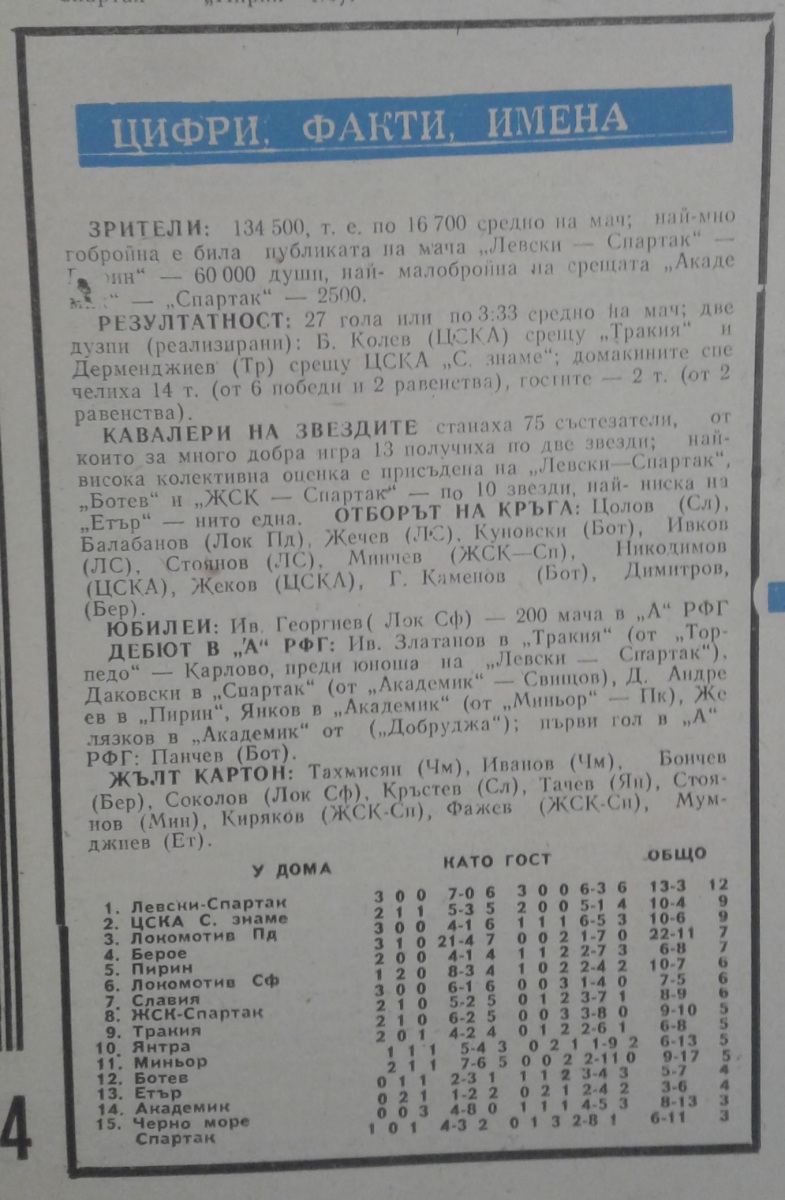 ЦИФРИ, ФАКТИ, ИМЕНА
ЗРИТЕЛИ: 134 500, т. е. по 16 700 средно на мач; най-мно
гобройна е била публиката на мача „Левски — Спартак“ —
ин“ — 60 000 души, най- малобройна на срещата „Акаде
“ — „Спартак“ — 2500.
РЕЗУЛТАТНОСТ: 27 гола или по 3:33 средно на мач; две
дузпи (реализирани): Б. Колев (ЦСКА) срещу „Тракия“ и
Дерменджиев (Тр) срещу ЦСКА „С. знаме“; домакините спе
челиха 14 т. (от 6 победи и 2 равенства), гостите — 2 т. (от 2
равенства).
КАВАЛЕРИ НА ЗВЕЗДИТЕ станаха 75 състезатели, от
които за много добра игра 13 получиха по две звезди; най-
висока колективна оценка е присъдена на „Левски—Спартак“,
„Ботев“ и „ЖСК — Спартак“ — по 10 звезди, най- ниска на
„Етър“ — нито една. ОТБОРЪТ НА КРЪГА: Цолов (Сл),
Балабанов (Лок Пд), Жечев (ЛС), Куновски (Бот), Ивков
(ЛС), Стоянов (ЛС), Минчев (ЖСК—Сп), Никодимов
(ЦСКА), Жеков (ЦСКА), Г. Каменов (Бот), Димитров,
(Бер).
ЮБИЛЕИ: Ив. Георгиев( Лок Сф) — 200 мача в „А“ РФГ
ДЕБЮТ В „А“ РФГ: Ив. Златанов в „Тракия“ (от „Тор-
педо“ — Карлово, преди юноша на „Левски — Спартак“),
Даковски в „Спартак“ (от „Академик“ — Свищов), Д. Андре
ев в „Пирин“, Янков в „Академик“ (от „Миньор“ — Пк), Же
лязков в „Академик“ от („Добруджа“); първи гол в „А“
РФГ: Панчев (Бот).
ЖЪЛТ КАРТОН: Тахмисян (Чм), Иванов (Чм), Бончев
(Бер), Соколов (Лок Сф), Кръстев (Сл), Тачев (Ян), Стоя-
нов (Мин), Киряков (ЖСК-Сп), Фажев (ЖСК-Сп), Мум-
джиев (Ет).
У ДОМА КАТО ГОСТ ОБЩО
1. Левски-Спартак 3 0 0 7-0 6 3 0 0 6-3 6 13-3 12
2. ЦСКА С. знаме 2 1 1 5-3 5 2 0 0 5-1 4 10-4 9
3. Локомотив Пд 3 0 0 4-1 6 1 1 1 6-5 3 10-6 9
4. Берое 3 1 0 21-4 7 0 0 2 1-7 0 22-11 7
5. Пирин 2 0 0 4-1 4 1 1 2 2-7 3 6-8 7
6. Локомотив Сф 1 2 0 8-3 4 1 0 2 2-4 2 10-7 6
7. Славия 3 0 0 6-1 6 0 0 3 1-4 0 7-5 6
8. ЖСК-Спартак 2 1 0 5-2 5 0 1 2 3-7 1 8-9 6
9. Тракия 2 1 0 6-2 5 0 0 3 3-8 0 9-10 5
10. Янтра 2 0 1 4-2 4 0 1 2 2-6 1 6-8 5
11. Миньор 1 1 1 5-4 3 0 2 1 1-9 2 6-13 5
12. Ботев 2 1 1 7-6 5 0 0 2 2-11 0 9-17 5
13. Етър 0 1 1 2-3 1 1 1 2 3-4 3 5-7 4
14. Академик 0 2 1 1-2 2 0 2 1 2-4 2 3-6 4
15. Черно море 0 0 3 4-8 0 1 1 1 4-5 3 8-13 3
Спартак 1 0 1 4-3 2 0 1 3 2-8 1 6-11 3
4